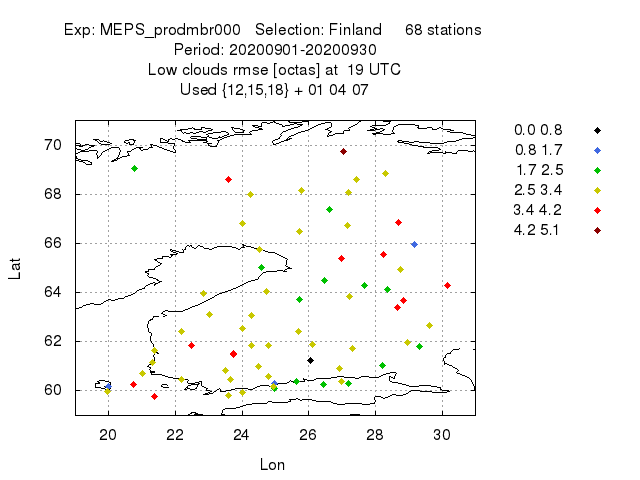 Exp: MEPS_prodmbr000 Selection: Finland 68 stations
Period: 20200901-20200930
Low clouds rmse [octas] at 19 UTC
Used {12,15,18} + 01 04 07
0.0 0.8
0.8 1.7
1.7 2.5
2.5 3.4
3.4 4.2
4.2 5.1
70
68
66
64
62
60
Lat
20 22 24 26 28 30
Lon